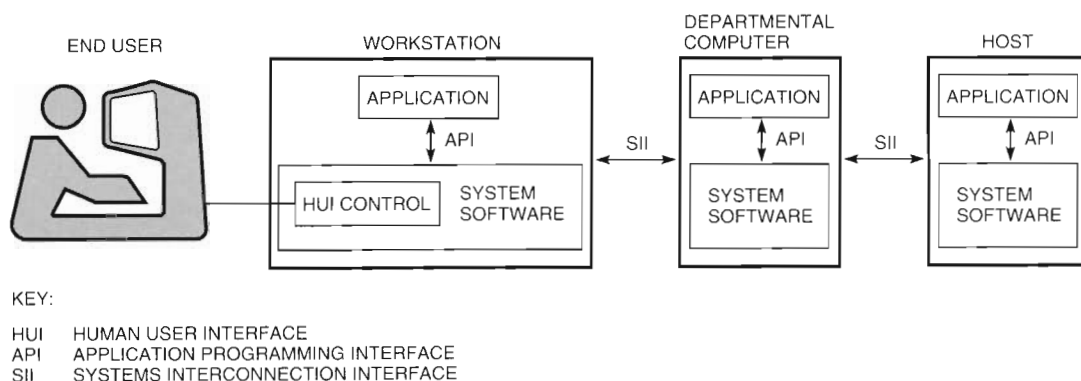 END USER
WORKSTATION
DEPARTMENTAL
COMPUTER
HOST
APPLICATION
API
HUI CONTROL
SYSTEM
SOFTWARE
SII
APPLICATION
API
SYSTEM
SOFTWARE
SII
APPLICATION
API
SYSTEM
SOFTWARE
KEY:
HUI HUMAN USER INTERFACE
API APPLICATION PROGRAMMING INTERFACE
SII SYSTEMS INTERCONNECTION INTERFACE